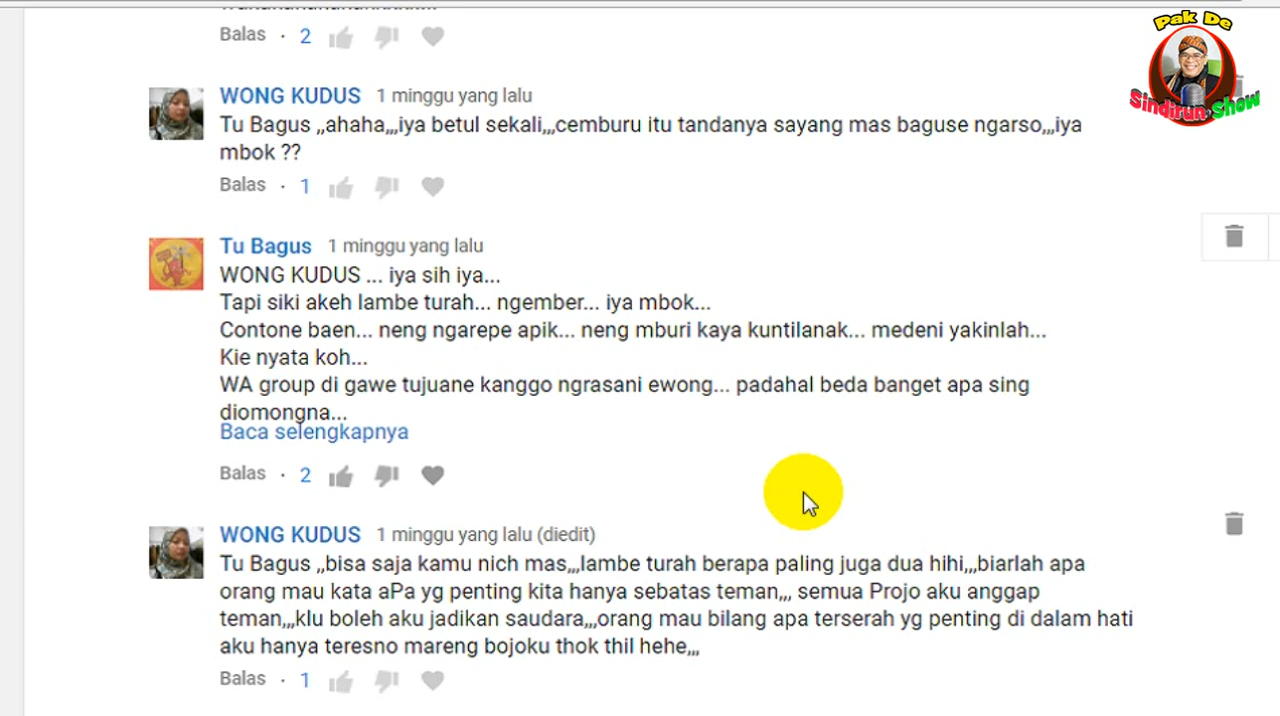 Balas · 2
Pak De
Sindirun Show
WONG KUDUS 1 minggu yang lalu
Tu Bagus ,,ahaha,,,iya betul sekali,,,cemburu itu tandanya sayang mas baguse ngarso,,,iya
mbok ??
Balas · 1
Tu Bagus 1 minggu yang lalu
WONG KUDUS ... iya sih iya...
Tapi siki akeh lambe turah... ngember... iya mbok...
Contone baen... neng ngarepe apik... neng mburi kaya kuntilanak... medeni yakinlah...
Kie nyata koh...
WA group di gawe tujuane kanggo ngrasani ewong... padahal beda banget apa sing
diomongna...
Baca selengkapnya
Balas · 2
WONG KUDUS 1 minggu yang lalu (diedit)
Tu Bagus ,,bisa saja kamu nich mas,,,lambe turah berapa paling juga dua hihi,,,biarlah apa
orang mau kata aPa yg penting kita hanya sebatas teman,,, semua Projo aku anggap
teman,,,klu boleh aku jadikan saudara,,,orang mau bilang apa terserah yg penting di dalam hati
aku hanya teresno mareng bojoku thok thil hehe,,,
Balas · 1